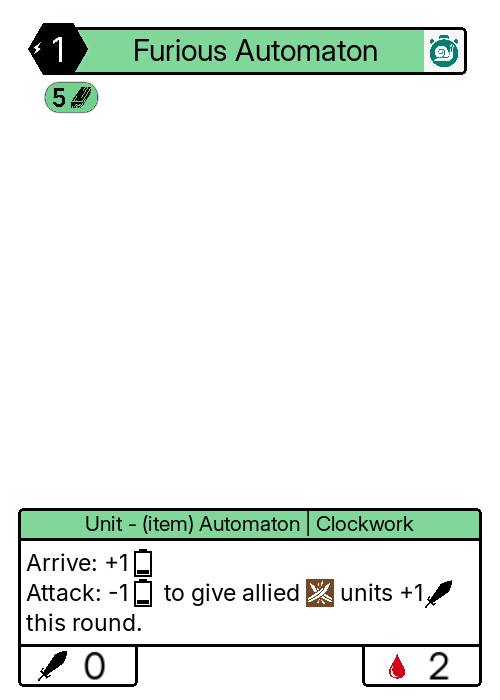 1
Furious Automaton
5
Unit - (item) Automaton | Clockwork
Arrive: +1
Attack: -1 to give allied units +1
this round.
0
2